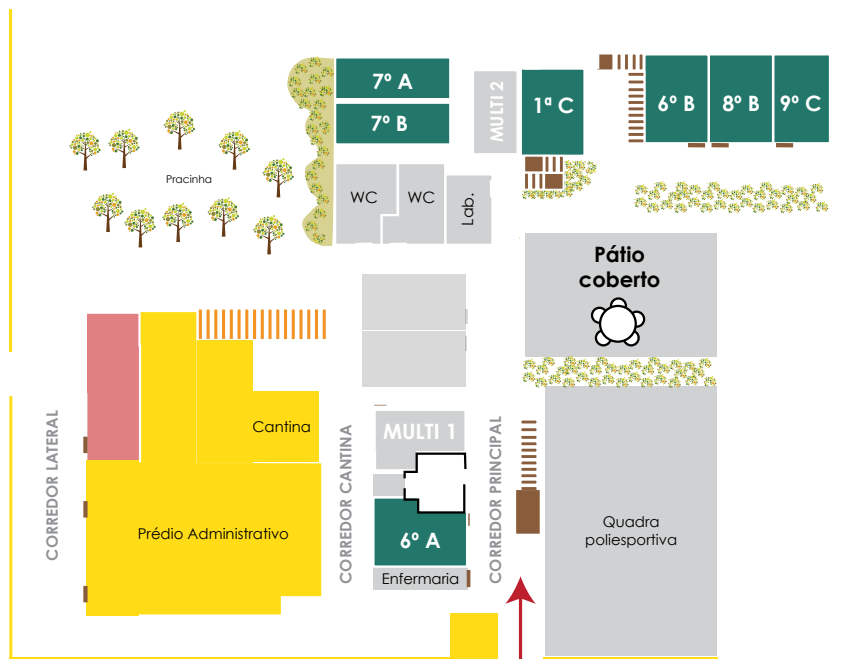 7º A
7º B
MULTI 2
1ª C
6º B
8º B
9º C
Pracinha
WC
WC
Lab.
Pátio
coberto
CORREDOR LATERAL
Cantina
CORREDOR CANTINA
MULTI 1
CORREDOR PRINCIPAL
Prédio Administrativo
6º A
Quadra
poliesportiva
Enfermaria